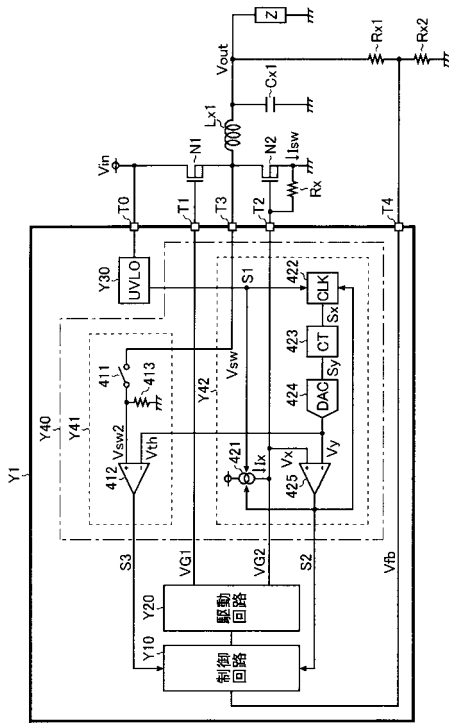 Y1
Y40
Y41
Y42
Y30
UVLO
T0
Vin
411
413
Vsw2
Vth
412
S3
VG1
T1
N1
T3
Lx1
Vout
Z
Cx1
Vsw
S1
421
Ix
VG2
T2
N2
Isw
Rx
422
CLK
Sx
423
CT
Sy
424
DAC
Vx
Vy
425
S2
Y20
駆動
回路
Y10
制御
回路
Vfb
T4
Rx1
Rx2